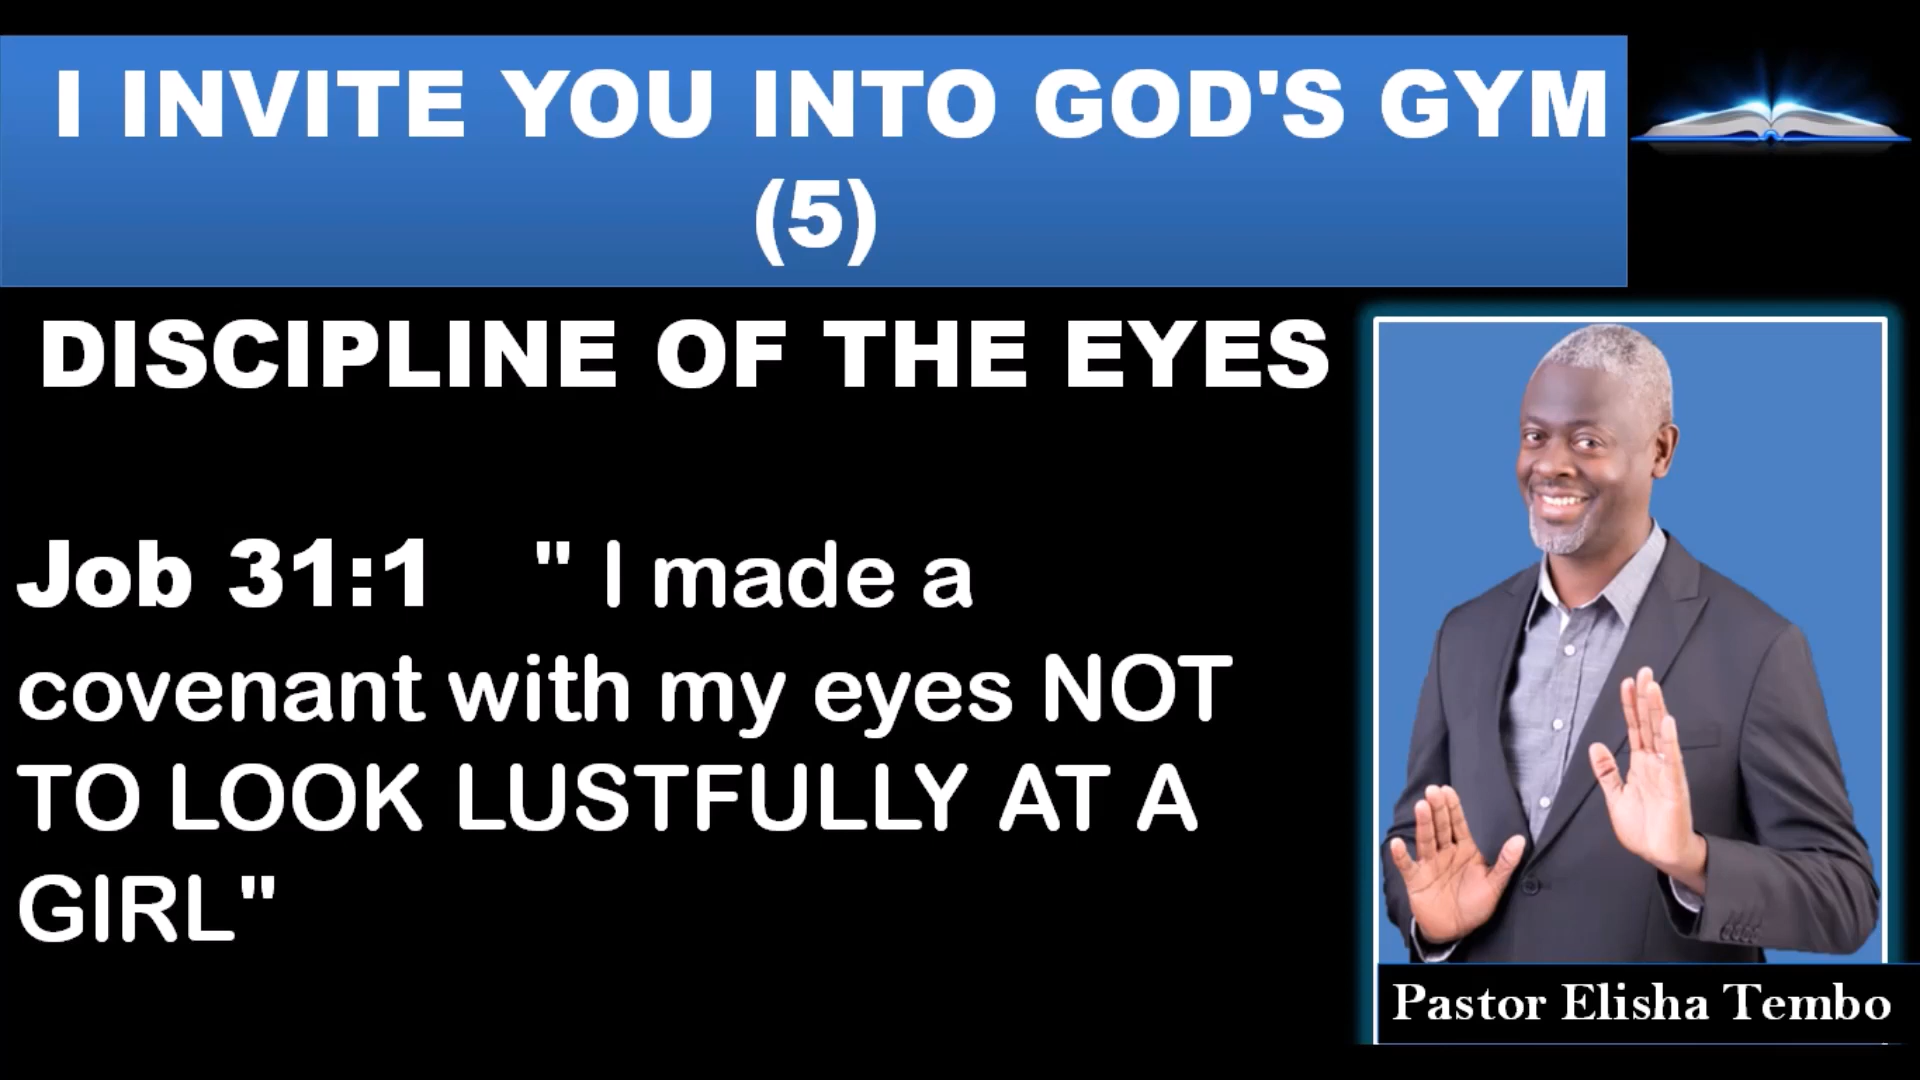 I INVITE YOU INTO GOD'S GYM
(5)
DISCIPLINE OF THE EYES
Job 31:1 " I made a
covenant with my eyes NOT
TO LOOK LUSTFULLY AT A
GIRL"
Pastor Elisha Tembo